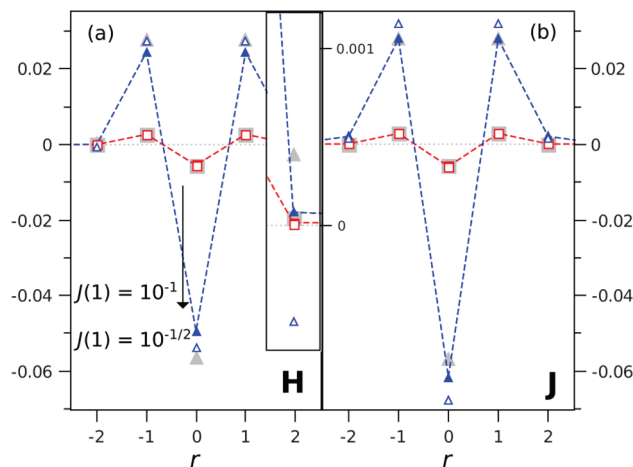 (a)
(b)
0.02
0
-0.02
-0.04
-0.06
0.001
0
0.02
0
-0.02
-0.04
-0.06
J(1) = 10^-1
J(1) = 10^-1/2
H
J
-2 -1 0 1 2
-2 -1 0 1 2
r
r